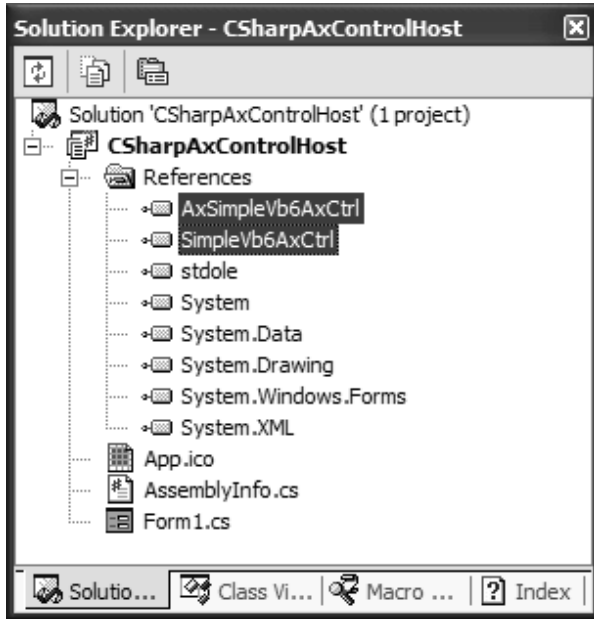 Solution Explorer - CSharpAxControlHost
Solution 'CSharpAxControlHost' (1 project)
CSharpAxControlHost
References
AxSimpleVb6AxCtrl
SimpleVb6AxCtrl
stdole
System
System.Data
System.Drawing
System.Windows.Forms
System.XML
App.ico
AssemblyInfo.cs
Form1.cs
Solutio... Class Vi... Macro ... Index